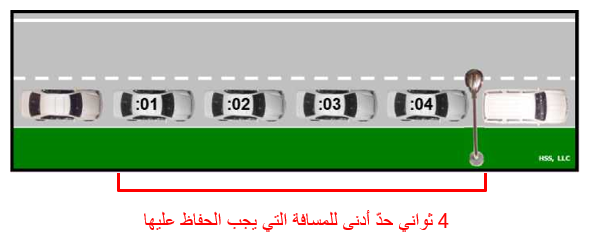 :01 :02 :03 :04
HSS, LLC
4 ثواني حدّ أدنى للمسافة التي يجب الحفاظ عليها